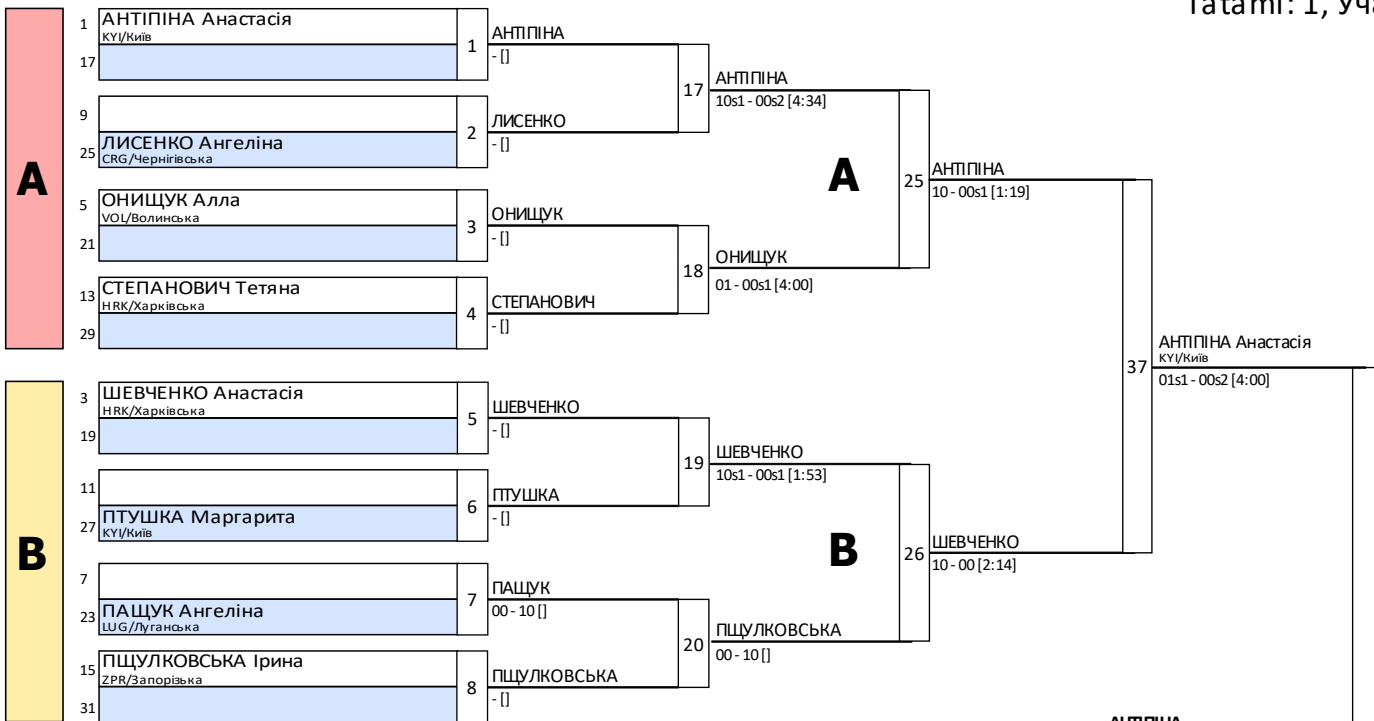 Tatami: 1, Уча
A
1 АНТІПІНА Анастасія
KYI/Київ
17
1
АНТІПІНА
- []
9
25 ЛИСЕНКО Ангеліна
CRG/Чернігівська
2
ЛИСЕНКО
- []
17
АНТІПІНА
10s1 - 00s2 [4:34]
5 ОНИЩУК Алла
VOL/Волинська
21
3
ОНИЩУК
- []
13 СТЕПАНОВИЧ Тетяна
HRK/Харківська
29
4
СТЕПАНОВИЧ
- []
18
ОНИЩУК
01 - 00s1 [4:00]
A
25
АНТІПІНА
10 - 00s1 [1:19]
B
3 ШЕВЧЕНКО Анастасія
HRK/Харківська
19
5
ШЕВЧЕНКО
- []
11
27 ПТУШКА Маргарита
KYI/Київ
6
ПТУШКА
- []
19
ШЕВЧЕНКО
10s1 - 00s1 [1:53]
7
23 ПАЩУК Ангеліна
LUG/Луганська
7
ПАЩУК
00 - 10 []
15 ПЩУЛКОВСЬКА Ірина
ZPR/Запорізька
31
8
ПЩУЛКОВСЬКА
- []
20
ПЩУЛКОВСЬКА
00 - 10 []
B
26
ШЕВЧЕНКО
10 - 00 [2:14]
37
АНТІПІНА Анастасія
KYI/Київ
01s1 - 00s2 [4:00]
АНТІПІНА